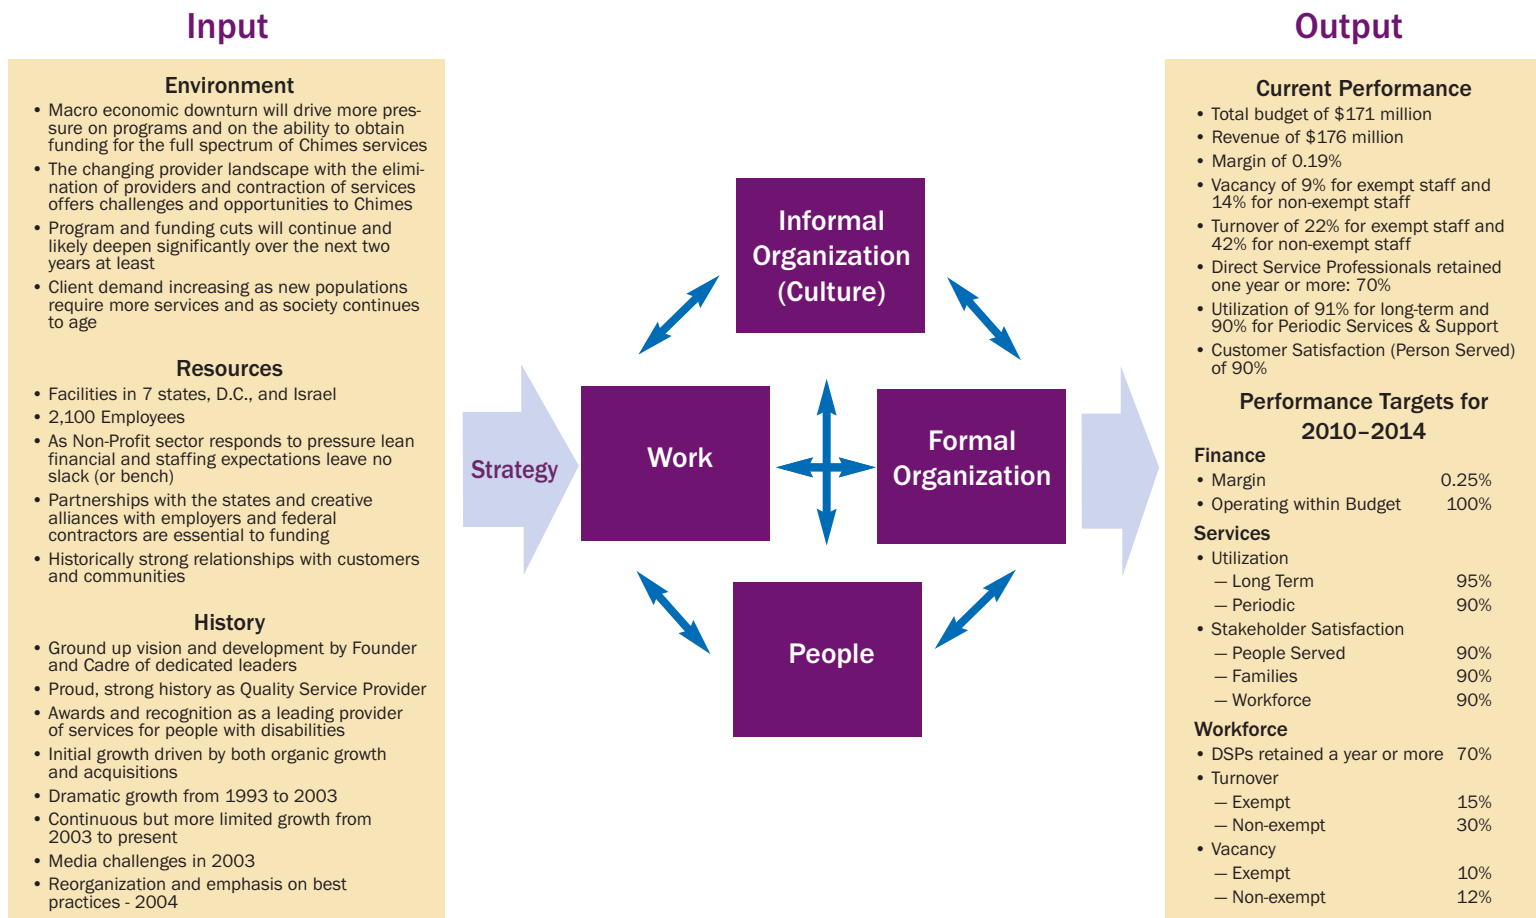 Input
Environment
• Macro economic downturn will drive more pres-
sure on programs and on the ability to obtain
funding for the full spectrum of Chimes services
• The changing provider landscape with the elimi-
nation of providers and contraction of services
offers challenges and opportunities to Chimes
• Program and funding cuts will continue and
likely deepen significantly over the next two
years at least
• Client demand increasing as new populations
require more services and as society continues
to age
Resources
• Facilities in 7 states, D.C., and Israel
• 2,100 Employees
• As Non-Profit sector responds to pressure lean
financial and staffing expectations leave no
slack (or bench)
• Partnerships with the states and creative
alliances with employers and federal
contractors are essential to funding
• Historically strong relationships with customers
and communities
History
• Ground up vision and development by Founder
and Cadre of dedicated leaders
• Proud, strong history as Quality Service Provider
• Awards and recognition as a leading provider
of services for people with disabilities
• Initial growth driven by both organic growth
and acquisitions
• Dramatic growth from 1993 to 2003
• Continuous but more limited growth from
2003 to present
• Media challenges in 2003
• Reorganization and emphasis on best
practices - 2004
Strategy
Informal
Organization
(Culture)
Work
Formal
Organization
People
Output
Current Performance
• Total budget of $171 million
• Revenue of $176 million
• Margin of 0.19%
• Vacancy of 9% for exempt staff and
14% for non-exempt staff
• Turnover of 22% for exempt staff and
42% for non-exempt staff
• Direct Service Professionals retained
one year or more: 70%
• Utilization of 91% for long-term and
90% for Periodic Services & Support
• Customer Satisfaction (Person Served)
of 90%
Performance Targets for
2010–2014
Finance
• Margin 0.25%
• Operating within Budget 100%
Services
• Utilization
— Long Term 95%
— Periodic 90%
• Stakeholder Satisfaction
— People Served 90%
— Families 90%
— Workforce 90%
Workforce
• DSPs retained a year or more 70%
• Turnover
— Exempt 15%
— Non-exempt 30%
• Vacancy
— Exempt 10%
— Non-exempt 12%